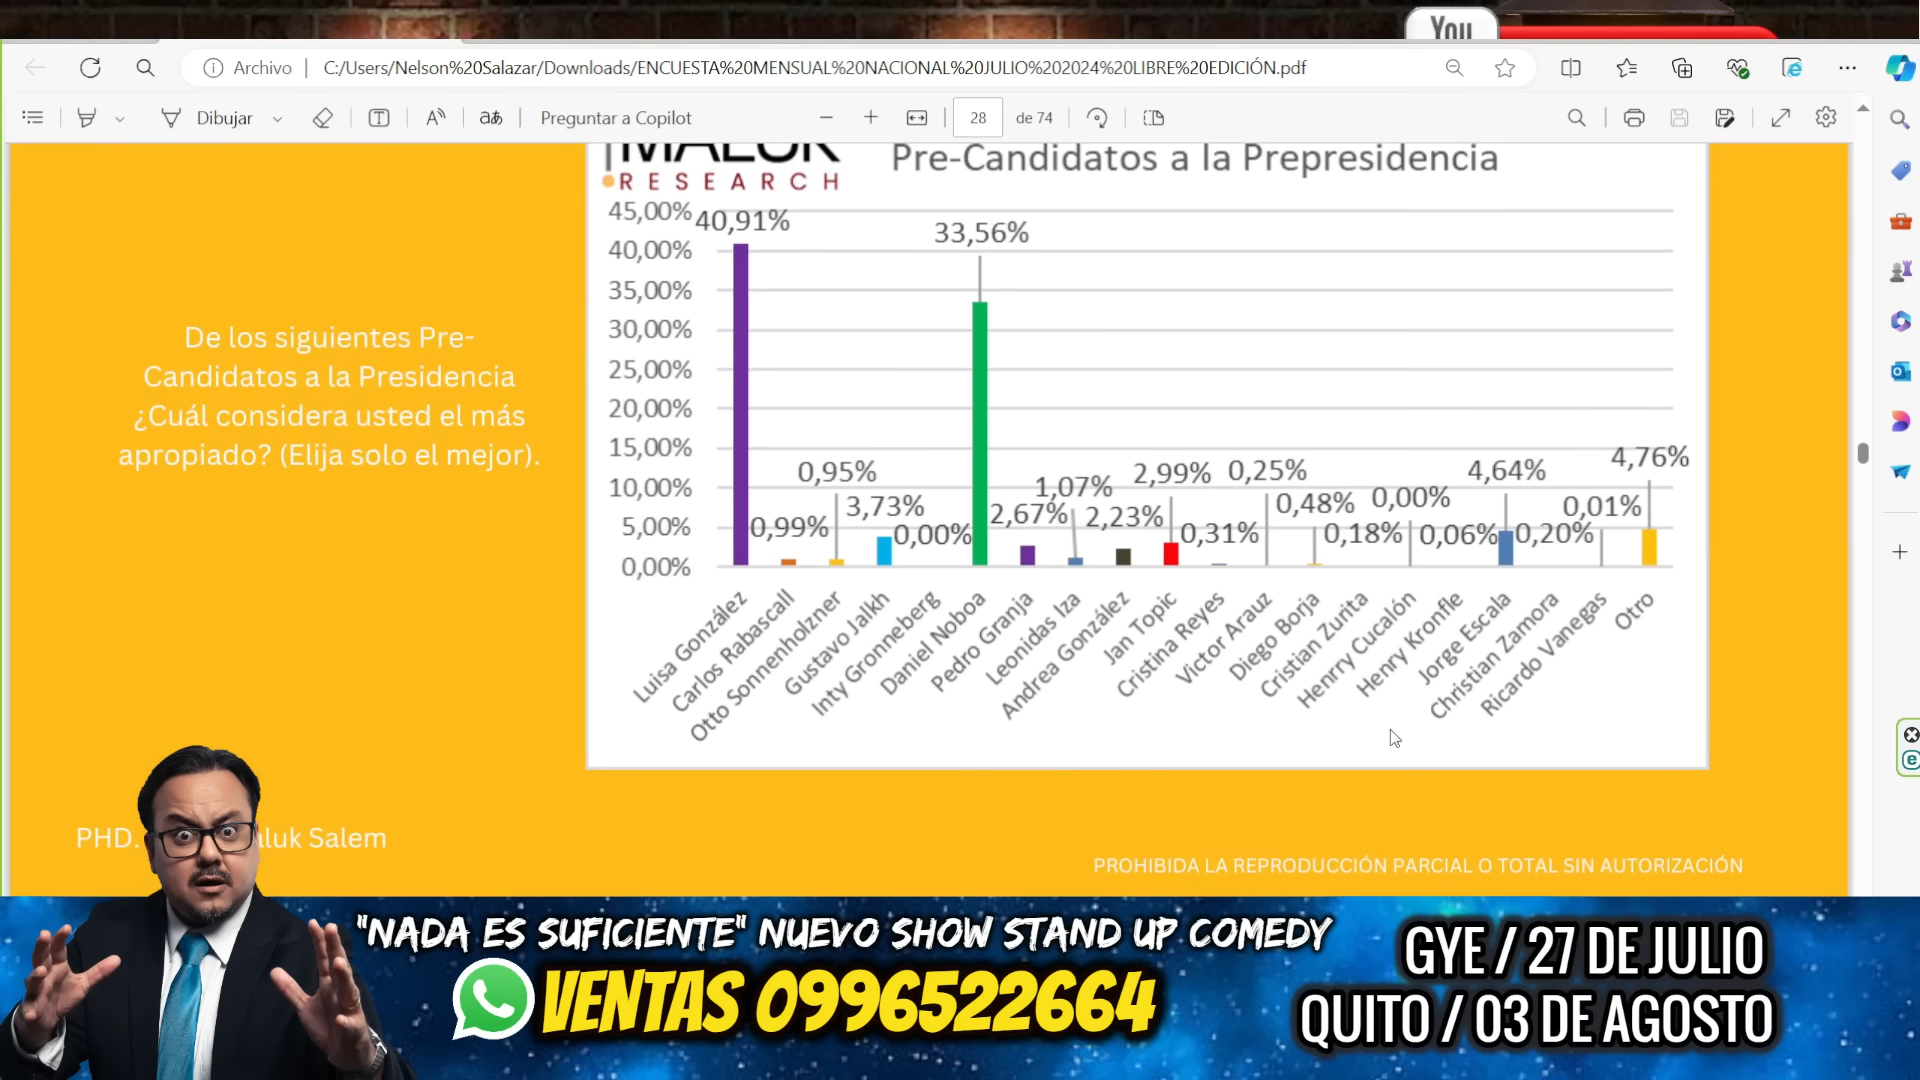 You
Archivo
C:/Users/Nelson%20Salazar/Downloads/ENCUESTA%20MENSUAL%20NACIONAL%20JULIO%202024%20LIBRE%20EDICIÓN.pdf
Dibujar
aあ
Preguntar a Copilot
28
de 74
MALUK
RESEARCH
Pre-Candidatos a la Prepresidencia
De los siguientes Pre-
Candidatos a la Presidencia
¿Cuál considera usted el más
apropiado? (Elija solo el mejor).
45,00%
40,00%
35,00%
30,00%
25,00%
20,00%
15,00%
10,00%
5,00%
0,00%
40,91%
0,99%
0,95%
3,73%
0,00%
33,56%
2,67%
1,07%
2,23%
2,99%
0,31%
0,25%
0,48%
0,18%
0,00%
0,06%
4,64%
0,20%
0,01%
4,76%
Luisa González
Carlos Rabascall
Otto Sonnenholzner
Gustavo Jalkh
Inty Gronneberg
Daniel Noboa
Pedro Granja
Leonidas Iza
Andrea González
Jan Topic
Cristina Reyes
Victor Arauz
Diego Borja
Cristian Zurita
Henrry Cucalón
Henry Kronfle
Jorge Escala
Christian Zamora
Ricardo Vanegas
Otro
PHD.
aluk Salem
PROHIBIDA LA REPRODUCCIÓN PARCIAL O TOTAL SIN AUTORIZACIÓN
"NADA ES SUFICIENTE" NUEVO SHOW STAND UP COMEDY
VENTAS 0996522664
GYE / 27 DE JULIO
QUITO / 03 DE AGOSTO